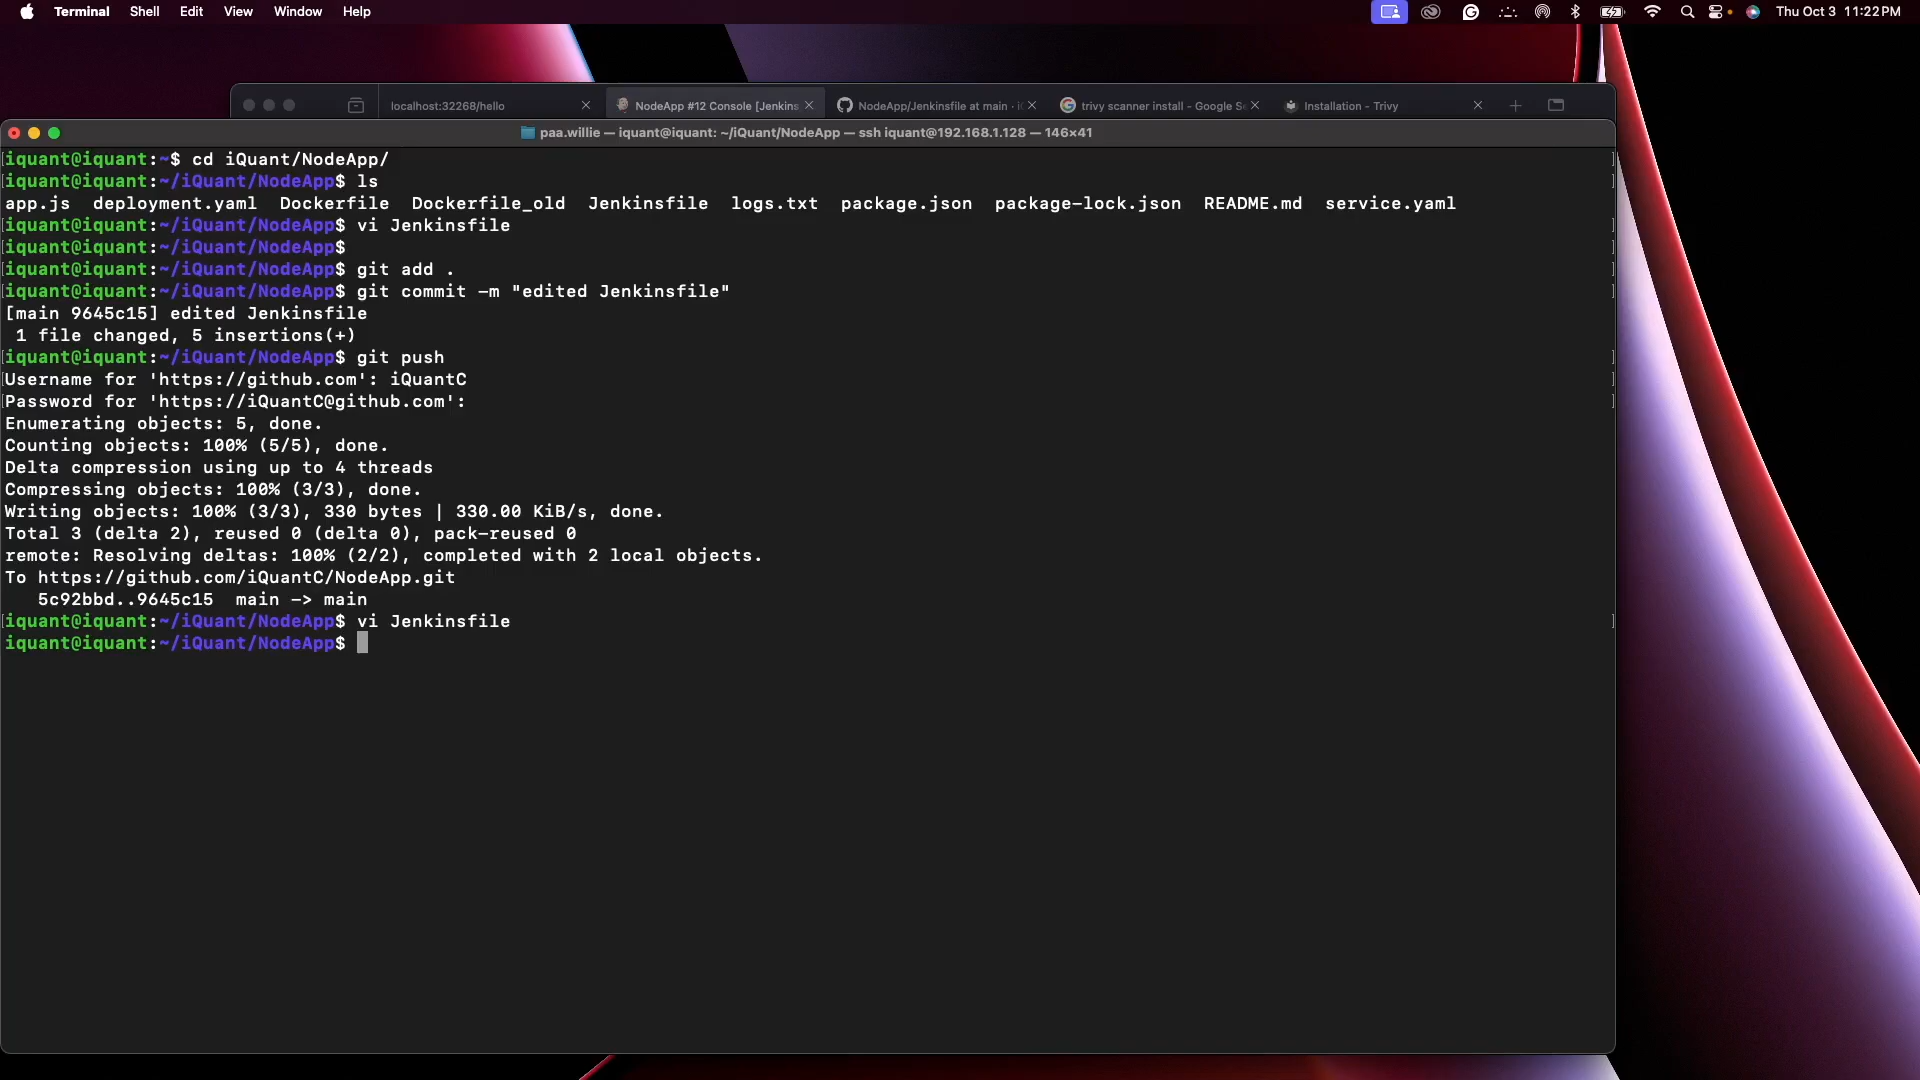 Terminal Shell Edit View Window Help Thu Oct 3 11:22 PM
localhost:32268/hello NodeApp #12 Console [Jenkins NodeApp/Jenkinsfile at main · trivy scanner install - Google Se Installation - Trivy
paa.willie — iquant@iquant: ~/iQuant/NodeApp — ssh iquant@192.168.1.128 — 146×41
iquant@iquant:~$ cd iQuant/NodeApp/
iquant@iquant:~/iQuant/NodeApp$ ls
app.js deployment.yaml Dockerfile Dockerfile_old Jenkinsfile logs.txt package.json package-lock.json README.md service.yaml
iquant@iquant:~/iQuant/NodeApp$ vi Jenkinsfile
iquant@iquant:~/iQuant/NodeApp$
iquant@iquant:~/iQuant/NodeApp$ git add .
iquant@iquant:~/iQuant/NodeApp$ git commit -m "edited Jenkinsfile"
[main 9645c15] edited Jenkinsfile
1 file changed, 5 insertions(+)
iquant@iquant:~/iQuant/NodeApp$ git push
Username for 'https://github.com': iQuantC
Password for 'https://iQuantC@github.com':
Enumerating objects: 5, done.
Counting objects: 100% (5/5), done.
Delta compression using up to 4 threads
Compressing objects: 100% (3/3), done.
Writing objects: 100% (3/3), 330 bytes | 330.00 KiB/s, done.
Total 3 (delta 2), reused 0 (delta 0), pack-reused 0
remote: Resolving deltas: 100% (2/2), completed with 2 local objects.
To https://github.com/iQuantC/NodeApp.git
5c92bbd..9645c15 main -> main
iquant@iquant:~/iQuant/NodeApp$ vi Jenkinsfile
iquant@iquant:~/iQuant/NodeApp$